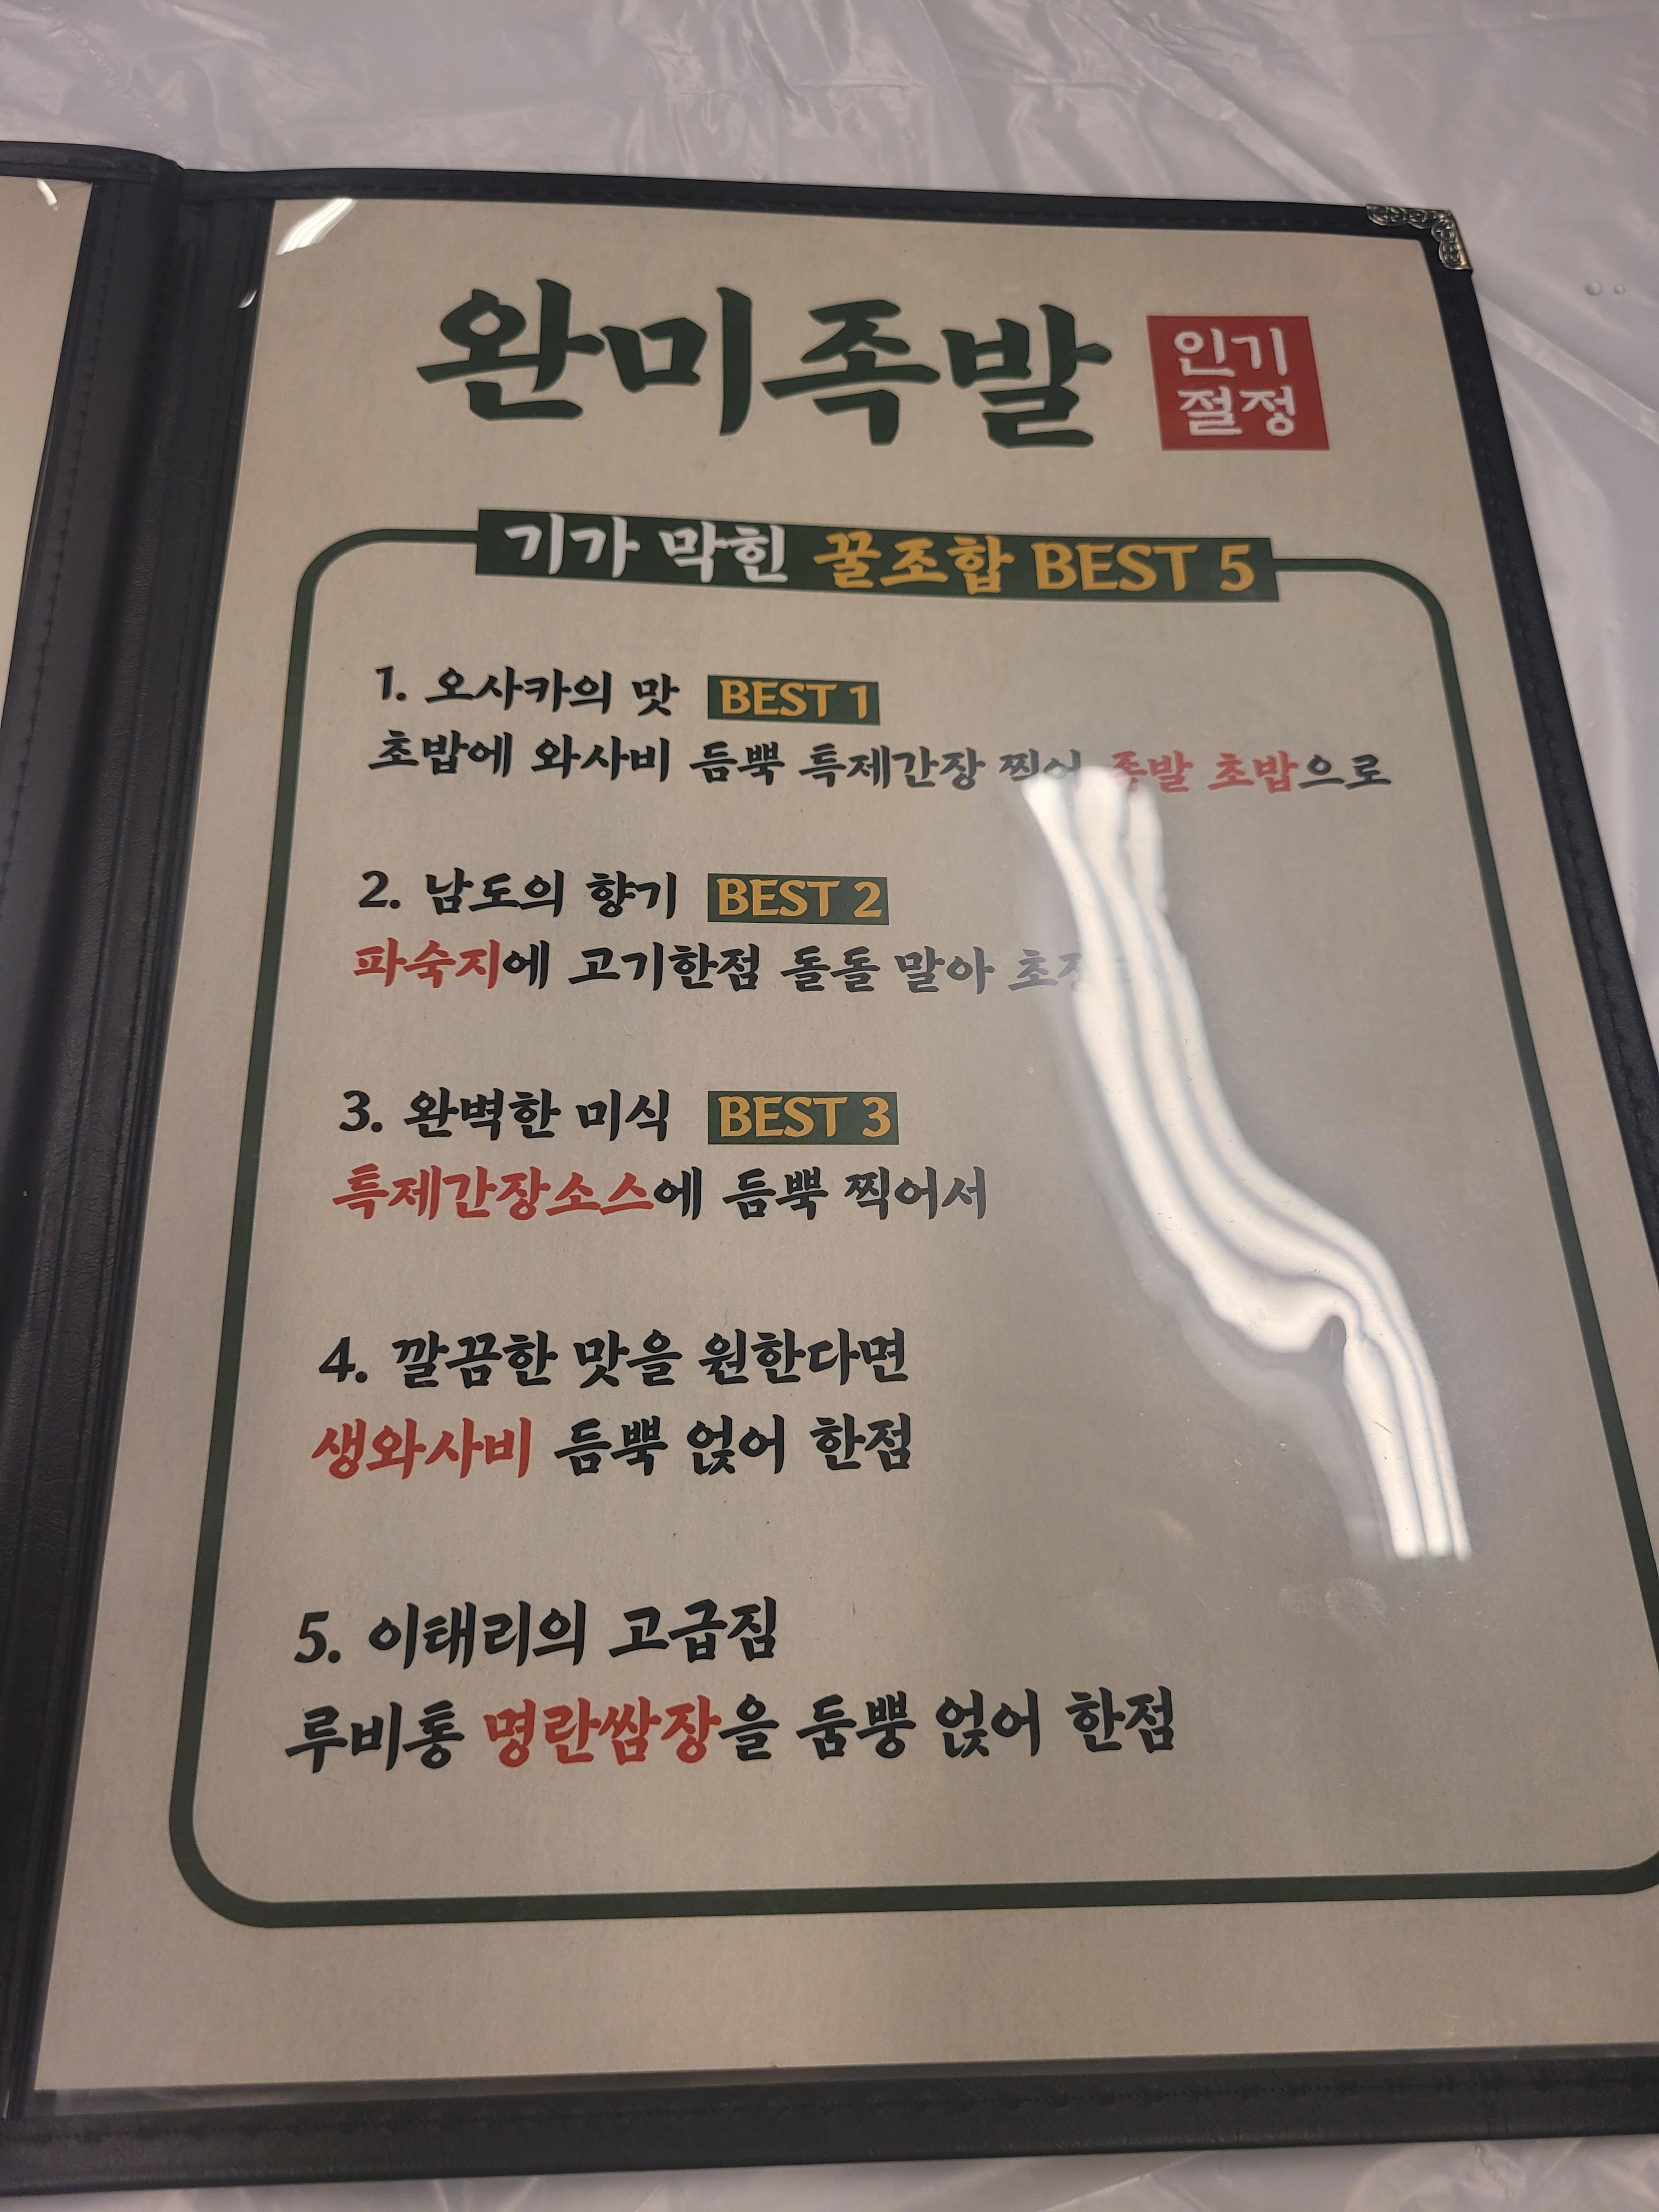 완미족발
인기
절정
기가 막힌 꿀조합 BEST 5
1. 오사카의 맛 BEST 1
초밥에 와사비 듬뿍 특제간장 찍어 족발 초밥으로
2. 남도의 향기 BEST 2
파숙지에 고기한점 돌돌 말아
3. 완벽한 미식 BEST 3
특제간장소스에 듬뿍 찍어서
4. 깔끔한 맛을 원한다면
생와사비 듬뿍 얹어 한점
5. 이태리의 고급짐
루비통 명란쌈장을 둠뿡 얹어 한점